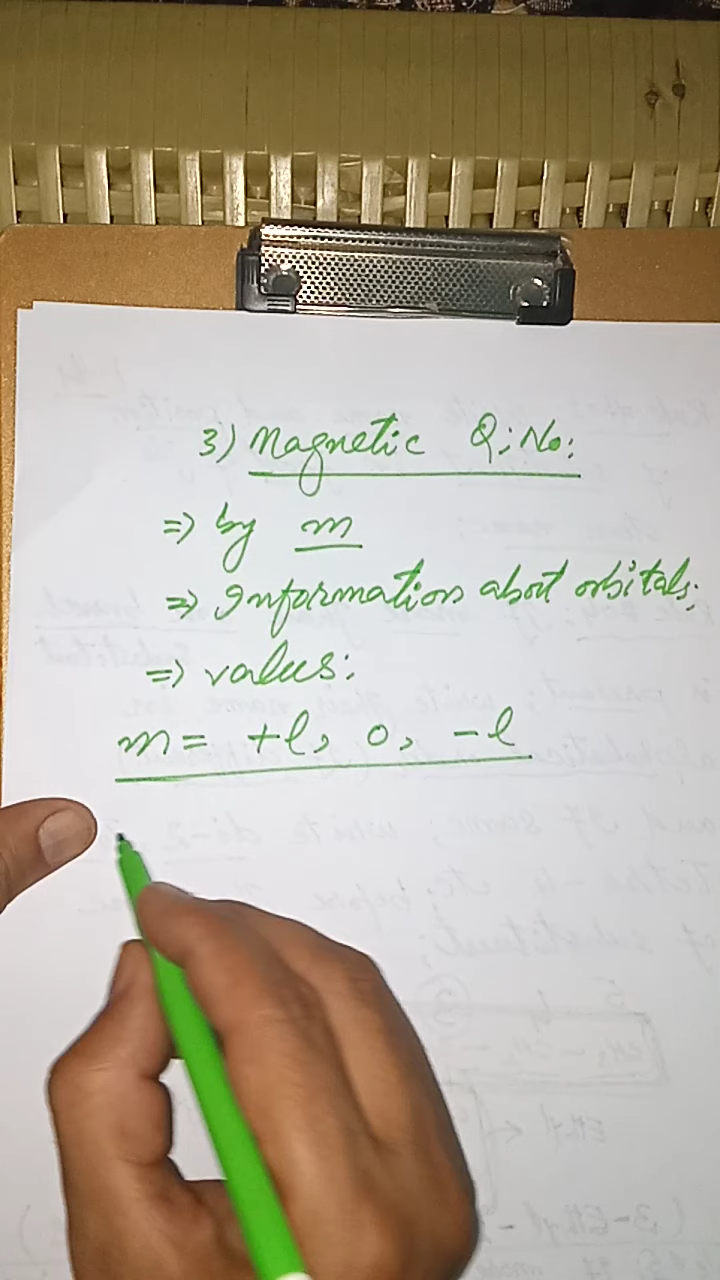 3) Magnetic Q; No:
=> by m
=> Information about orbitals;
=> values:
m = +l, 0, -l